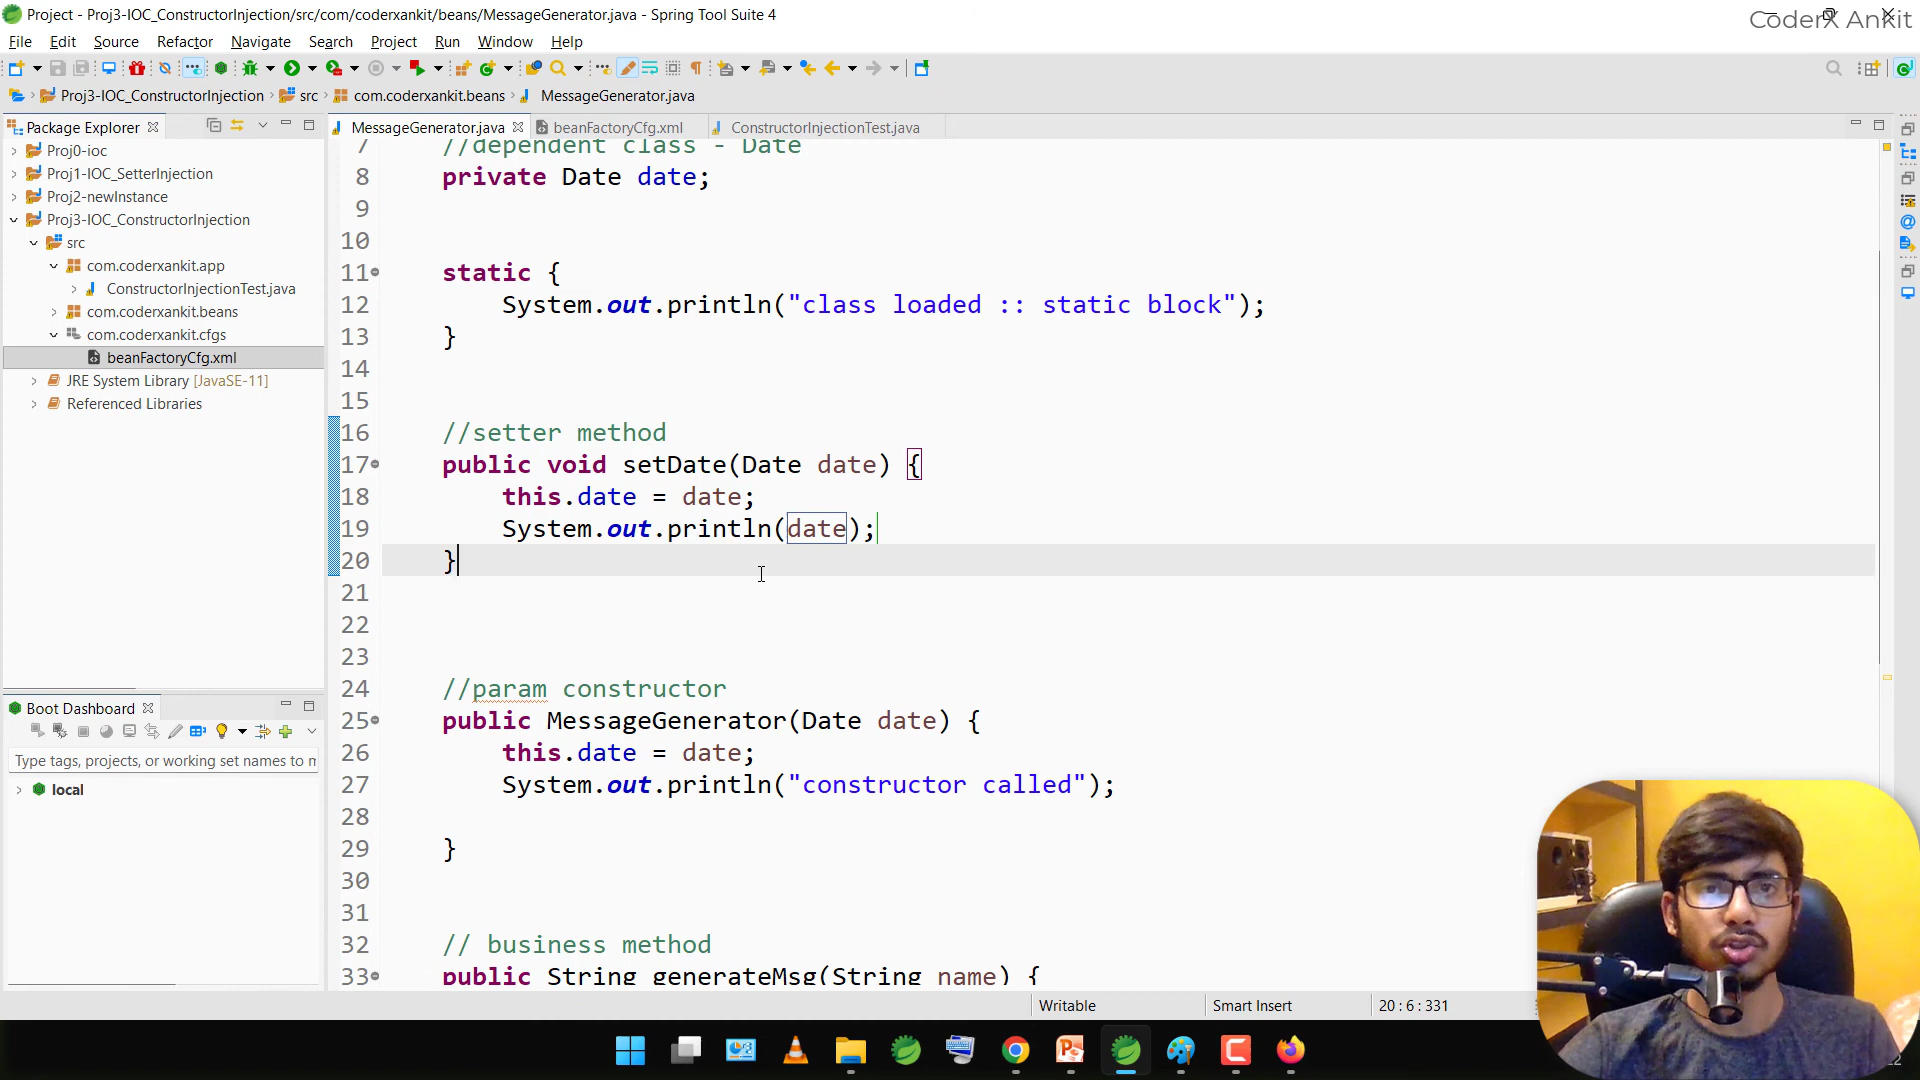 Project - Proj3-IOC_ConstructorInjection/src/com/coderxankit/beans/MessageGenerator.java - Spring Tool Suite 4
CoderX Ankit
File Edit Source Refactor Navigate Search Project Run Window Help
Proj3-IOC_ConstructorInjection src com.coderxankit.beans MessageGenerator.java
Package Explorer
Proj0-ioc
Proj1-IOC_SetterInjection
Proj2-newInstance
Proj3-IOC_ConstructorInjection
src
com.coderxankit.app
ConstructorInjectionTest.java
com.coderxankit.beans
com.coderxankit.cfgs
beanFactoryCfg.xml
JRE System Library [JavaSE-11]
Referenced Libraries
Boot Dashboard
Type tags, projects, or working set names to m
local
MessageGenerator.java beanFactoryCfg.xml ConstructorInjectionTest.java
7 //dependent class - Date
8 private Date date;
9
10
11 static {
12 System.out.println("class loaded :: static block");
13 }
14
15
16 //setter method
17 public void setDate(Date date) {
18 this.date = date;
19 System.out.println(date);
20 }
21
22
23
24 //param constructor
25 public MessageGenerator(Date date) {
26 this.date = date;
27 System.out.println("constructor called");
28
29 }
30
31
32 // business method
33 public String generateMsg(String name) {
Writable Smart Insert 20 : 6 : 331